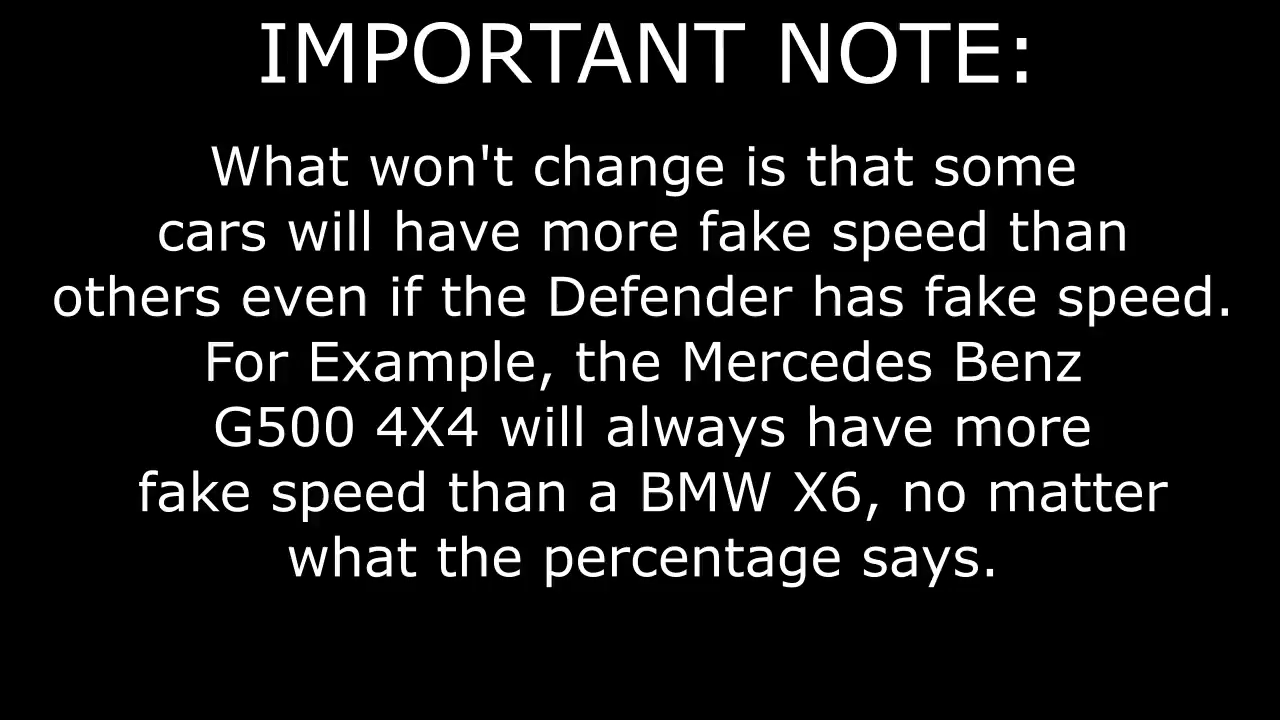 IMPORTANT NOTE:
What won't change is that some
cars will have more fake speed than
others even if the Defender has fake speed.
For Example, the Mercedes Benz
G500 4X4 will always have more
fake speed than a BMW X6, no matter
what the percentage says.